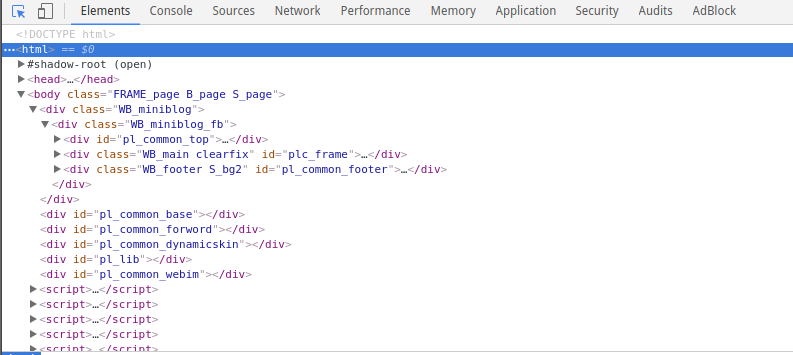 Elements Console Sources Network Performance Memory Application Security Audits AdBlock
<!DOCTYPE html>
…<html> == $0
▶#shadow-root (open)
▶<head>…</head>
▼<body class="FRAME_page B_page S_page">
▼<div class="WB_miniblog">
▼<div class="WB_miniblog_fb">
▶<div id="pl_common_top">…</div>
▶<div class="WB_main clearfix" id="plc_frame">…</div>
▶<div class="WB_footer S_bg2" id="pl_common_footer">…</div>
</div>
</div>
<div id="pl_common_base"></div>
<div id="pl_common_forword"></div>
<div id="pl_common_dynamicskin"></div>
<div id="pl_lib"></div>
<div id="pl_common_webim"></div>
▶<script>…</script>
▶<script>…</script>
▶<script>…</script>
▶<script>…</script>
▶<script>…</script>